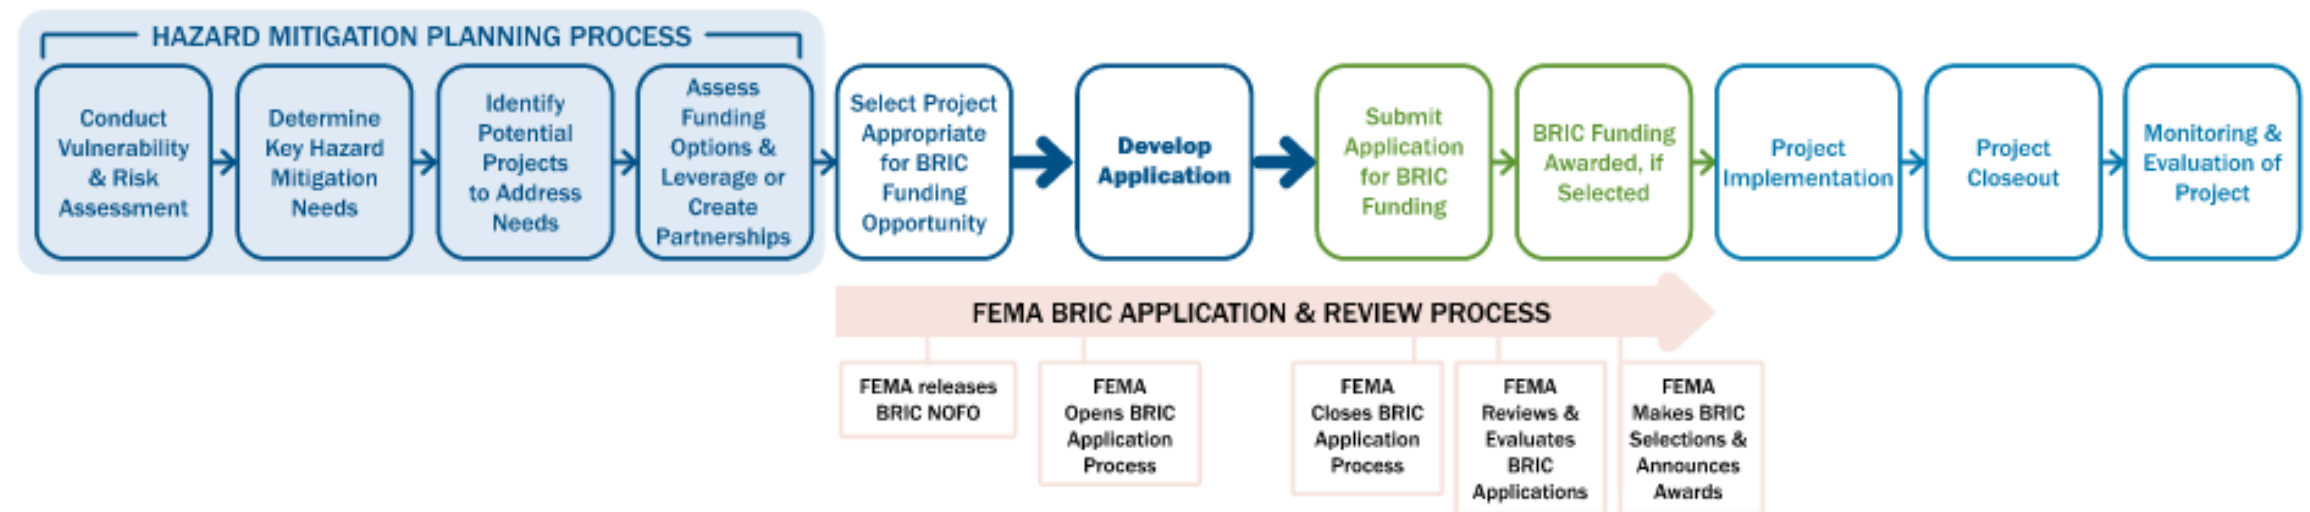 HAZARD MITIGATION PLANNING PROCESS
Conduct
Vulnerability
& Risk
Assessment
Determine
Key Hazard
Mitigation
Needs
Identify
Potential
Projects
to Address
Needs
Assess
Funding
Options &
Leverage or
Create
Partnerships
Select Project
Appropriate
for BRIC
Funding
Opportunity
Develop
Application
Submit
Application
for BRIC
Funding
BRIC Funding
Awarded, if
Selected
Project
Implementation
Project
Closeout
Monitoring &
Evaluation of
Project
FEMA BRIC APPLICATION & REVIEW PROCESS
FEMA releases
BRIC NOFO
FEMA
Opens BRIC
Application
Process
FEMA
Closes BRIC
Application
Process
FEMA
Reviews &
Evaluates
BRIC
Applications
FEMA
Makes BRIC
Selections &
Announces
Awards